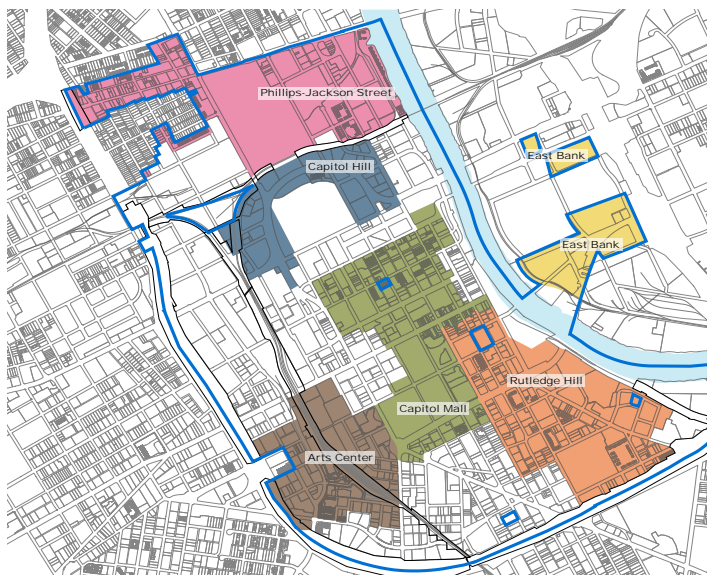 Phillips-Jackson Street
East Bank
Capitol Hill
East Bank
Rutledge Hill
Capitol Mall
Arts Center